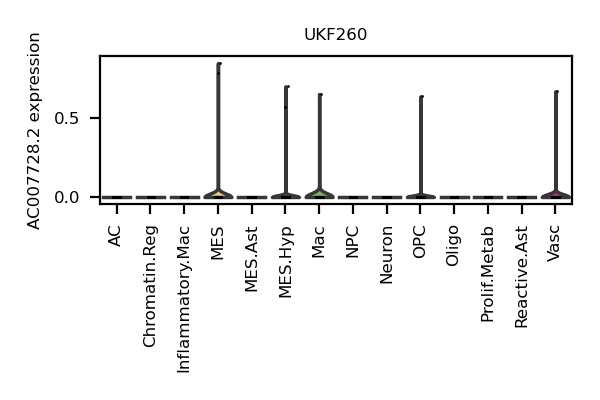 UKF260
AC007728.2 expression
0.5
0.0
AC
Chromatin.Reg
Inflammatory.Mac
MES
MES.Ast
MES.Hyp
Mac
NPC
Neuron
OPC
Oligo
Prolif.Metab
Reactive.Ast
Vasc